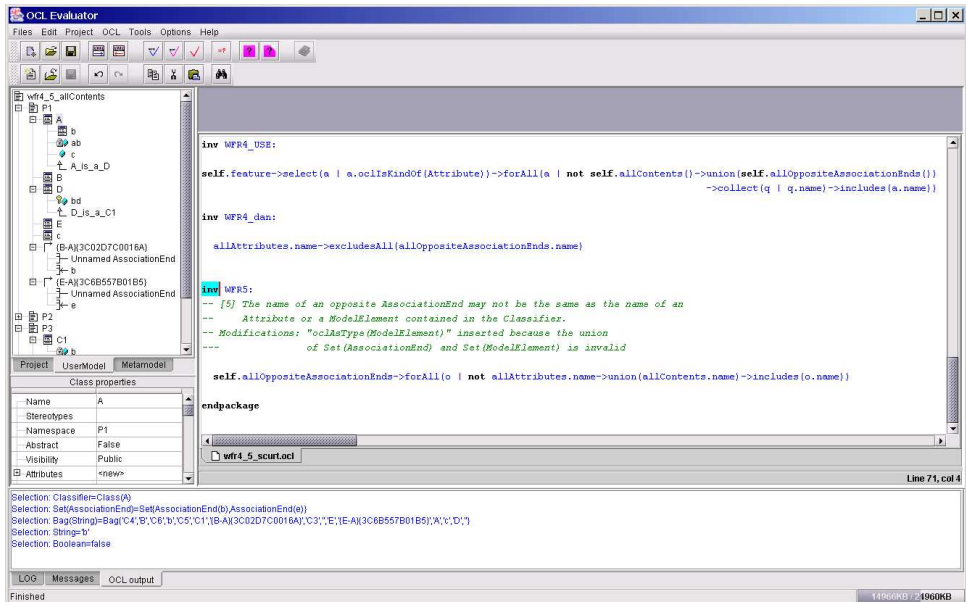 OCL Evaluator
Files Edit Project OCL Tools Options Help
wfr4_5_allContents
P1
A
b
ab
c
A_is_a_D
B
D
bd
D_is_a_C1
E
c
{B-A}{3C02D7C0016A}
Unnamed AssociationEnd
b
{E-A}{3C6B557B01B5}
Unnamed AssociationEnd
e
P2
P3
C1
b
Project UserModel Metamodel
Class properties
Name A
Stereotypes
Namespace P1
Abstract False
Visibility Public
Attributes <new>
inv WFR4_USE:
self.feature->select(a | a.oclIsKindOf(Attribute))->forAll(a | not self.allContents()->union(self.allOppositeAssociationEnds())
->collect(q | q.name)->includes(a.name))
inv WFR4_dan:
allAttributes.name->excludesAll(allOppositeAssociationEnds.name)
inv WFR5:
-- [5] The name of an opposite AssociationEnd may not be the same as the name of an
-- Attribute or a ModelElement contained in the Classifier.
-- Modifications: "oclAsType(ModelElement)" inserted because the union
--- of Set(AssociationEnd) and Set(ModelElement) is invalid
self.allOppositeAssociationEnds->forAll(o | not allAttributes.name->union(allContents.name)->includes(o.name))
endpackage
wfr4_5_scurt.ocl
Line 71, col 4
Selection: Classifier=Class(A)
Selection: Set(AssociationEnd)=Set{AssociationEnd(b),AssociationEnd(e)}
Selection: Bag(String)=Bag{'C4','B','C6','b','C5','C1','{B-A}{3C02D7C0016A}','C3','','E','{E-A}{3C6B557B01B5}','A','c','D',''}
Selection: String='b'
Selection: Boolean=false
LOG Messages OCL output
Finished
14966KB / 24960KB